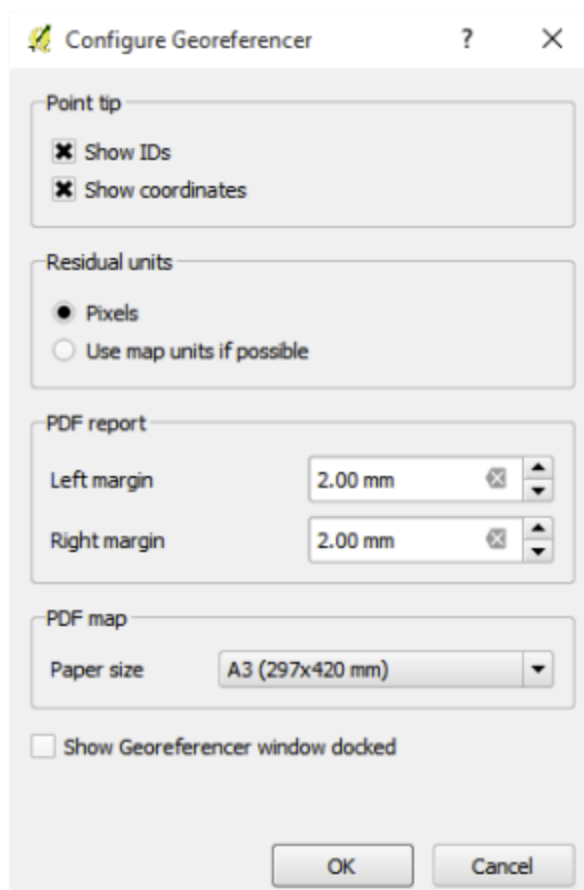 Configure Georeferencer ?
Point tip
Show IDs
Show coordinates
Residual units
Pixels
Use map units if possible
PDF report
Left margin 2.00 mm
Right margin 2.00 mm
PDF map
Paper size A3 (297x420 mm)
Show Georeferencer window docked
OK Cancel